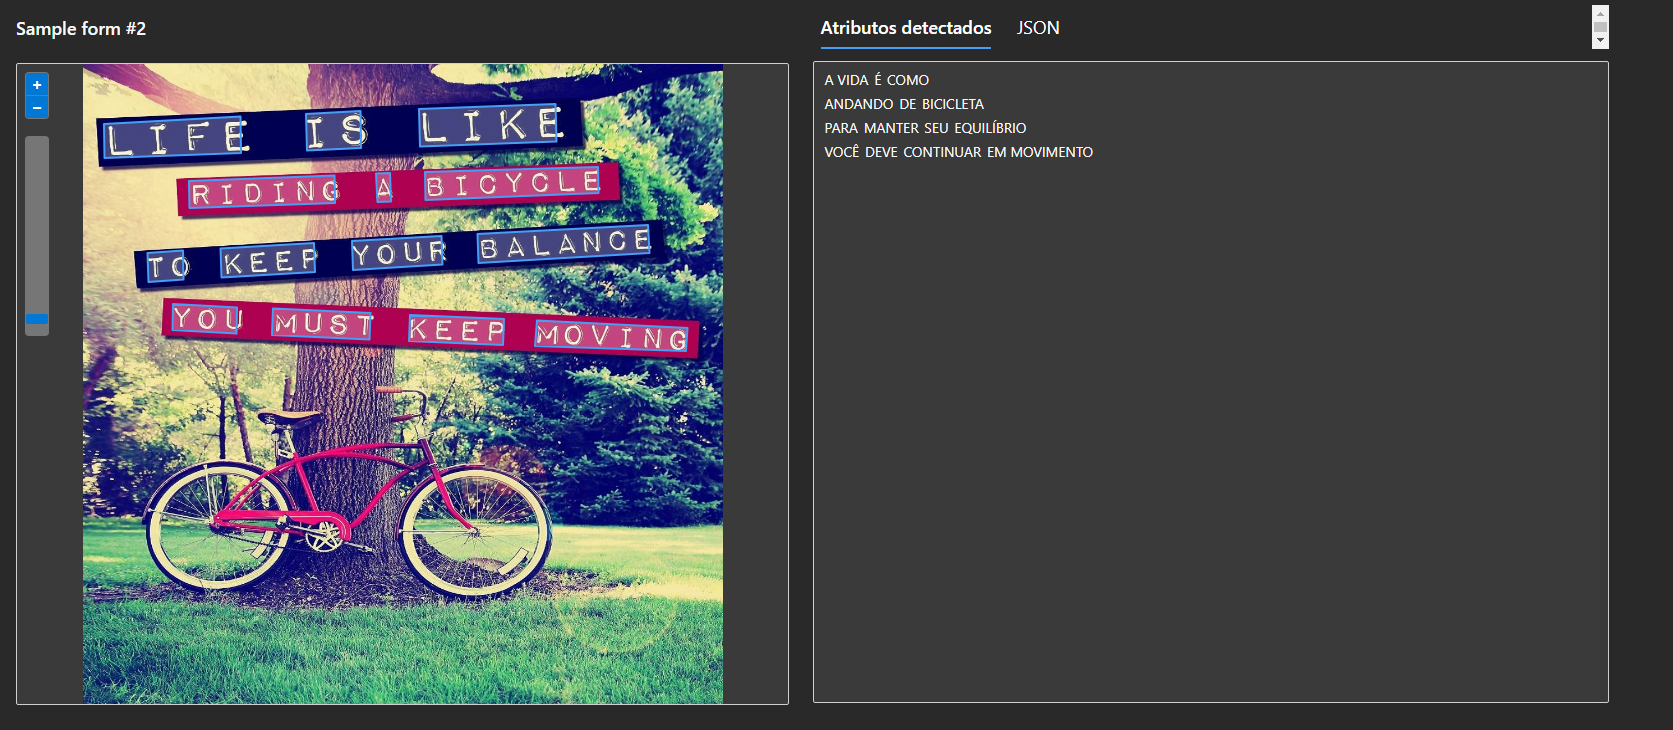 Sample form #2
Atributos detectados JSON
+
−
LIFE IS LIKE
RIDING A BICYCLE
TO KEEP YOUR BALANCE
YOU MUST KEEP MOVING
A VIDA É COMO
ANDANDO DE BICICLETA
PARA MANTER SEU EQUILÍBRIO
VOCÊ DEVE CONTINUAR EM MOVIMENTO